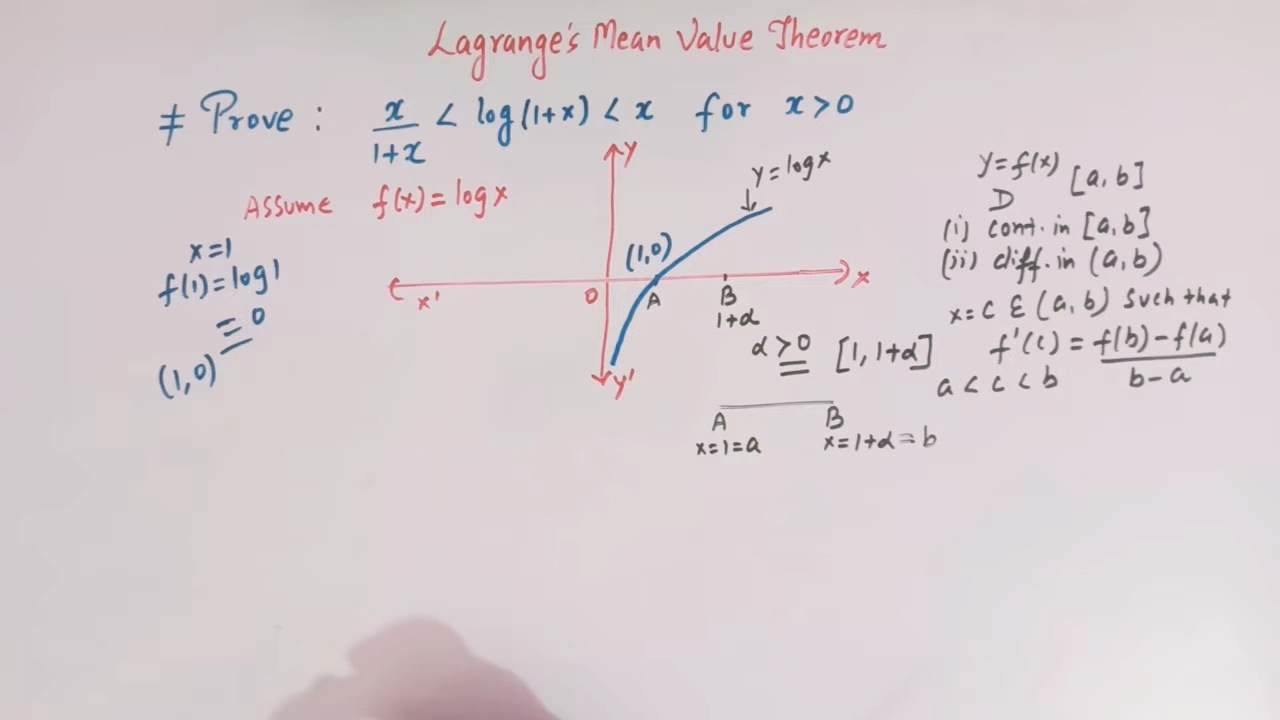 Lagrange's Mean Value Theorem
≠ Prove : x/(1+x) < log(1+x) < x for x>0
Assume f(x) = log x
x=1
f(1) = log 1
= 0
(1,0)
Y
y = log x
(1,0)
X'
O
A
B
X
1+α
Y'
α > 0 [1, 1+α]
A B
x=1=a x=1+α=b
y=f(x) [a,b]
D
(i) cont. in [a,b]
(ii) diff. in (a,b)
x=c ε (a,b) such that
f'(c) = f(b)-f(a)/b-a
a < c < b